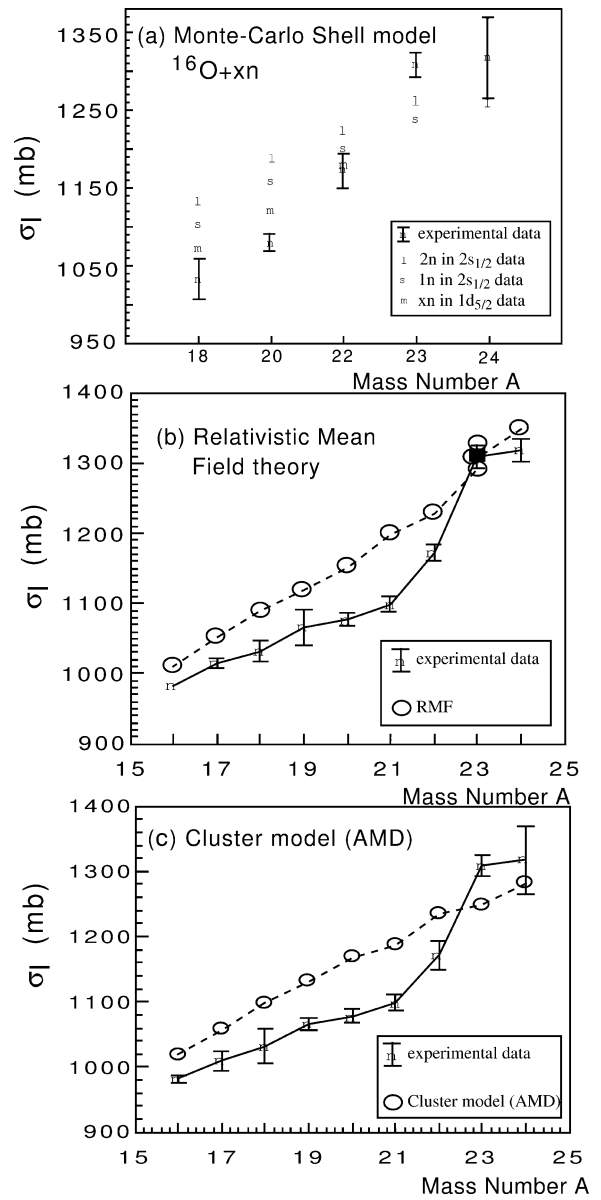 (a) Monte-Carlo Shell model
¹⁶O+xn
1350
1250
1150
1050
950
σI (mb)
n experimental data
l 2n in 2s1/2 data
s 1n in 2s1/2 data
m xn in 1d5/2 data
18 20 22 23 24
Mass Number A
(b) Relativistic Mean
Field theory
1400
1300
1200
1100
1000
900
σI (mb)
n experimental data
RMF
15 17 19 21 23 25
Mass Number A
(c) Cluster model (AMD)
1400
1300
1200
1100
1000
900
σI (mb)
n experimental data
Cluster model (AMD)
15 17 19 21 23 25
Mass Number A